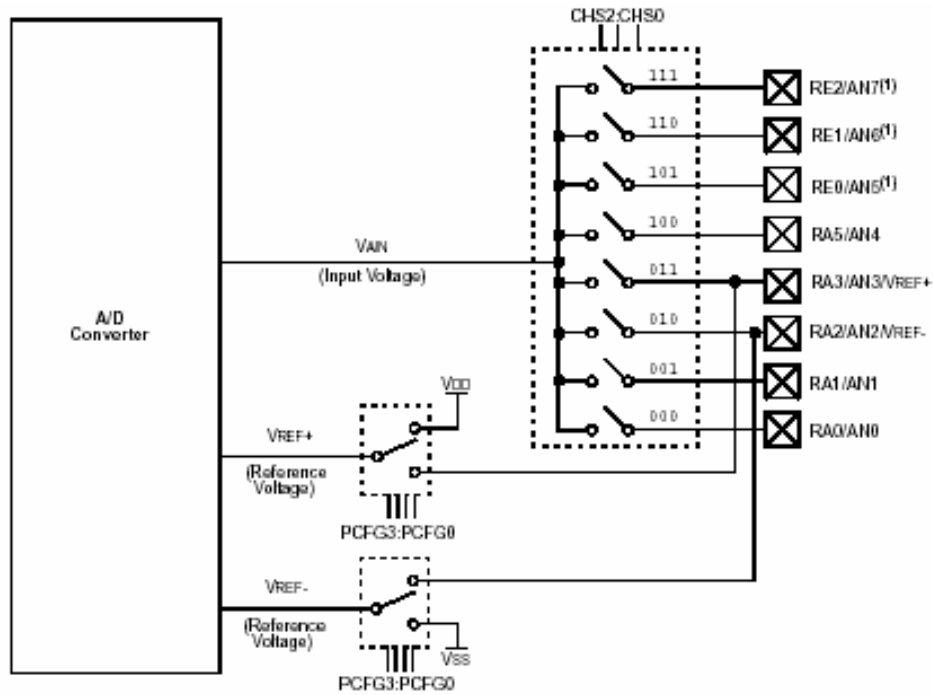 CHS2:CHS0
111
RE2/AN7(1)
110
RE1/AN6(1)
101
RE0/AN5(1)
100
RA5/AN4
VAIN
(Input Voltage)
011
RA3/AN3/VREF+
A/D
Converter
010
RA2/AN2/VREF-
001
RA1/AN1
VDD
000
RA0/AN0
VREF+
(Reference
Voltage)
PCFG3:PCFG0
VREF-
(Reference
Voltage)
VSS
PCFG3:PCFG0